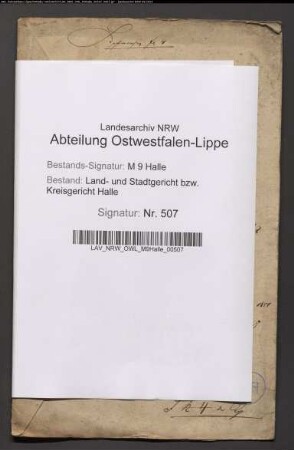 Landesarchiv NRW
Abteilung Ostwestfalen-Lippe
Bestands-Signatur: M 9 Halle
Bestand: Land- und Stadtgericht bzw.
Kreisgericht Halle
Signatur: Nr. 507
LAV_NRW_OWL_M9Halle_00507